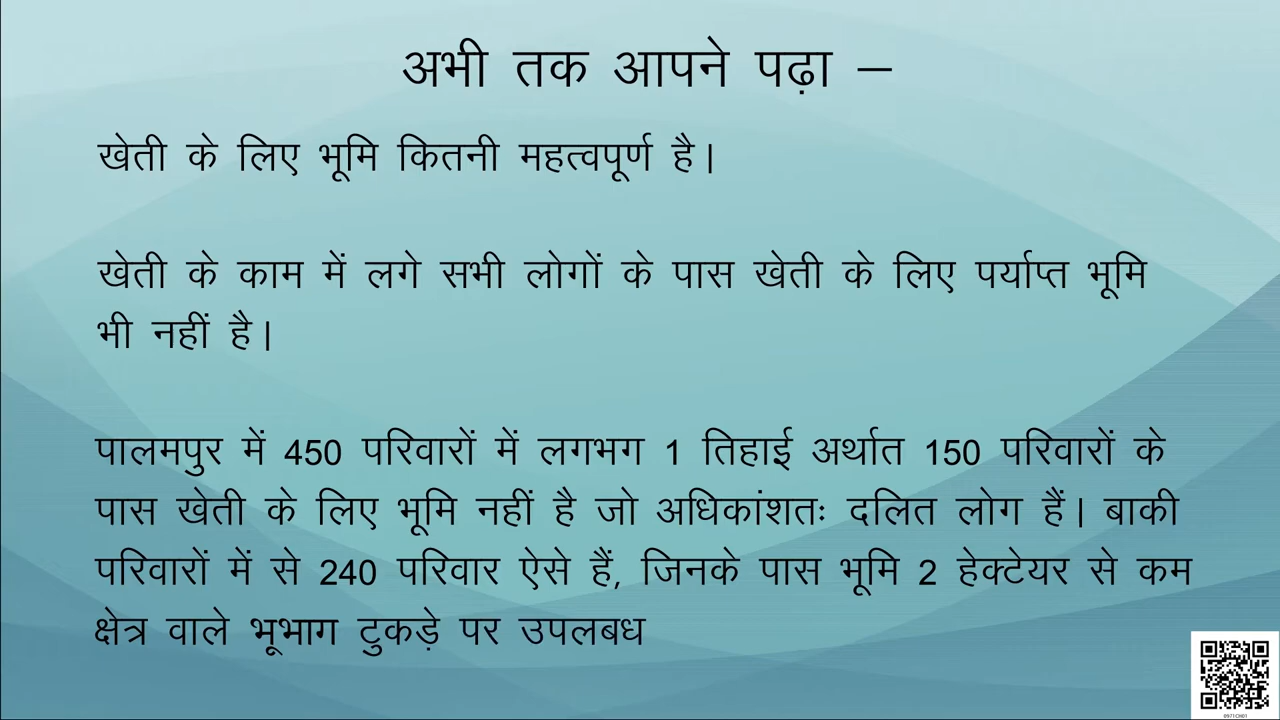 अभी तक आपने पढ़ा –
खेती के लिए भूमि कितनी महत्वपूर्ण है।
खेती के काम में लगे सभी लोगों के पास खेती के लिए पर्याप्त भूमि
भी नहीं है।
पालमपुर में 450 परिवारों में लगभग 1 तिहाई अर्थात 150 परिवारों के
पास खेती के लिए भूमि नहीं है जो अधिकांशतः दलित लोग हैं। बाकी
परिवारों में से 240 परिवार ऐसे हैं, जिनके पास भूमि 2 हेक्टेयर से कम
क्षेत्र वाले भूभाग टुकड़े पर उपलबध
0971CH01